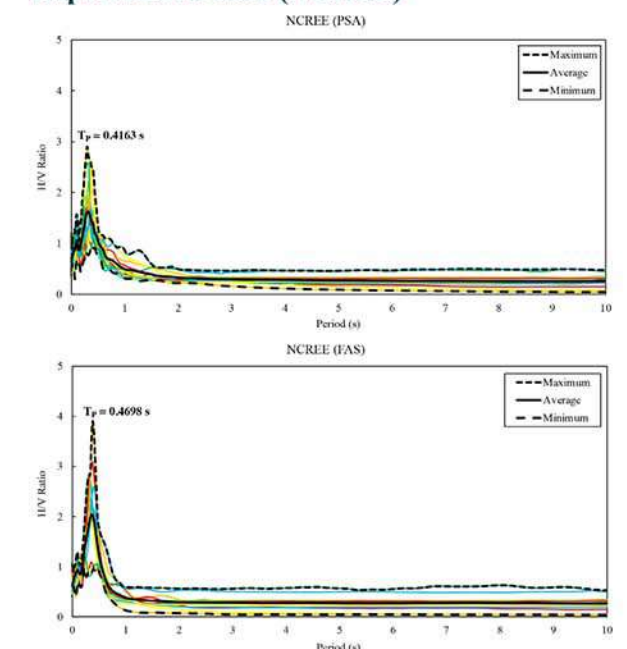 NCREE (PSA)
5
Maximum
Average
Minimum
4
T_P = 0.4163 s
3
H/V Ratio
2
1
0
0 1 2 3 4 5 6 7 8 9 10
Period (s)
NCREE (FAS)
5
Maximum
Average
Minimum
T_P = 0.4698 s
4
3
H/V Ratio
2
1
0
0 1 2 3 4 5 6 7 8 9 10
Period (s)